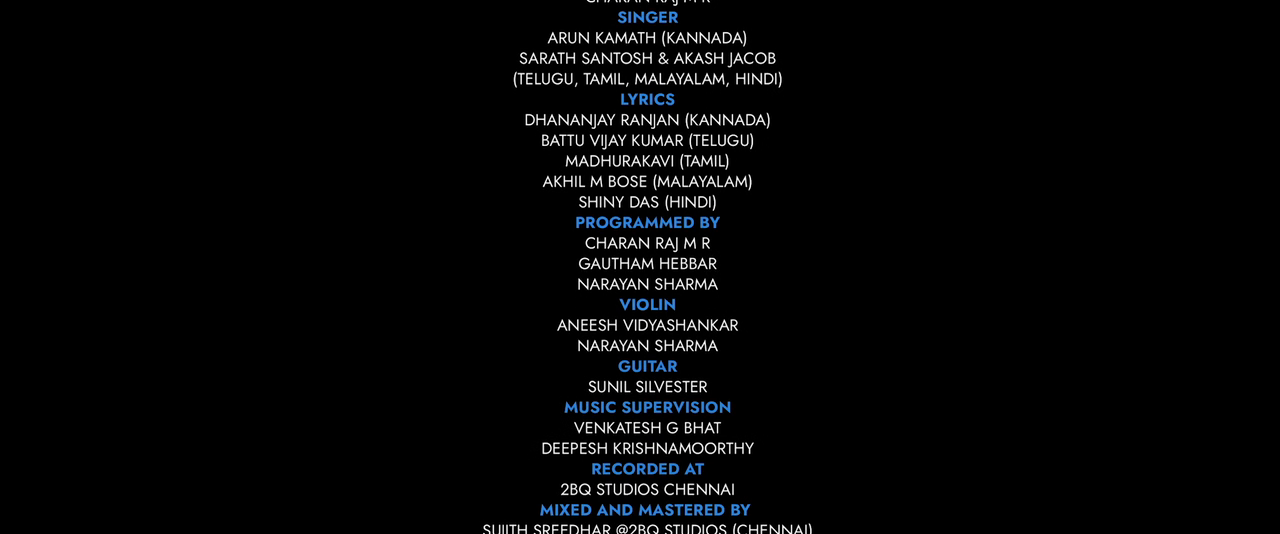 CHARAN RAJ M R
SINGER
ARUN KAMATH (KANNADA)
SARATH SANTOSH & AKASH JACOB
(TELUGU, TAMIL, MALAYALAM, HINDI)
LYRICS
DHANANJAY RANJAN (KANNADA)
BATTU VIJAY KUMAR (TELUGU)
MADHURAKAVI (TAMIL)
AKHIL M BOSE (MALAYALAM)
SHINY DAS (HINDI)
PROGRAMMED BY
CHARAN RAJ M R
GAUTHAM HEBBAR
NARAYAN SHARMA
VIOLIN
ANEESH VIDYASHANKAR
NARAYAN SHARMA
GUITAR
SUNIL SILVESTER
MUSIC SUPERVISION
VENKATESH G BHAT
DEEPESH KRISHNAMOORTHY
RECORDED AT
2BQ STUDIOS CHENNAI
MIXED AND MASTERED BY
SUJITH SREEDHAR @2BQ STUDIOS (CHENNAI)